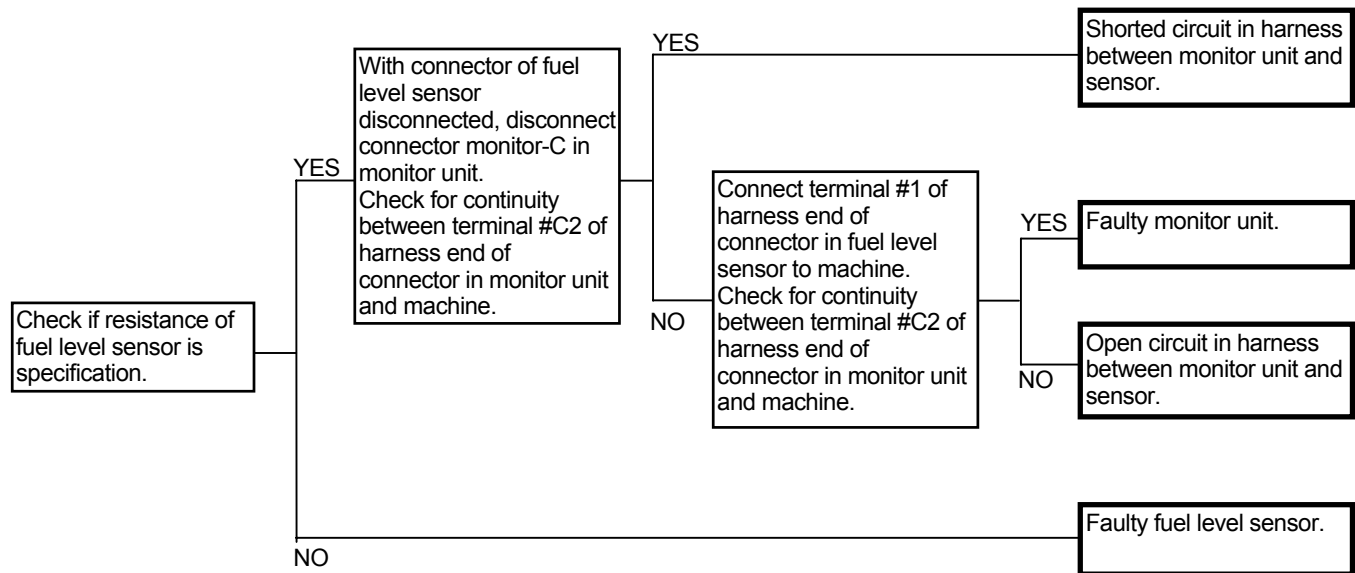 Check if resistance of
fuel level sensor is
specification.
YES
With connector of fuel
level sensor
disconnected, disconnect
connector monitor-C in
monitor unit.
Check for continuity
between terminal #C2 of
harness end of
connector in monitor unit
and machine.
YES
Shorted circuit in harness
between monitor unit and
sensor.
NO
Connect terminal #1 of
harness end of
connector in fuel level
sensor to machine.
Check for continuity
between terminal #C2 of
harness end of
connector in monitor unit
and machine.
YES
Faulty monitor unit.
NO
Open circuit in harness
between monitor unit and
sensor.
NO
Faulty fuel level sensor.